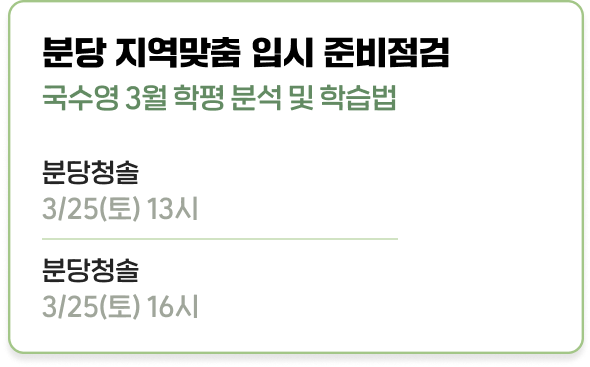 분당 지역맞춤 입시 준비점검
국수영 3월 학평 분석 및 학습법
분당청솔
3/25(토) 13시
분당청솔
3/25(토) 16시